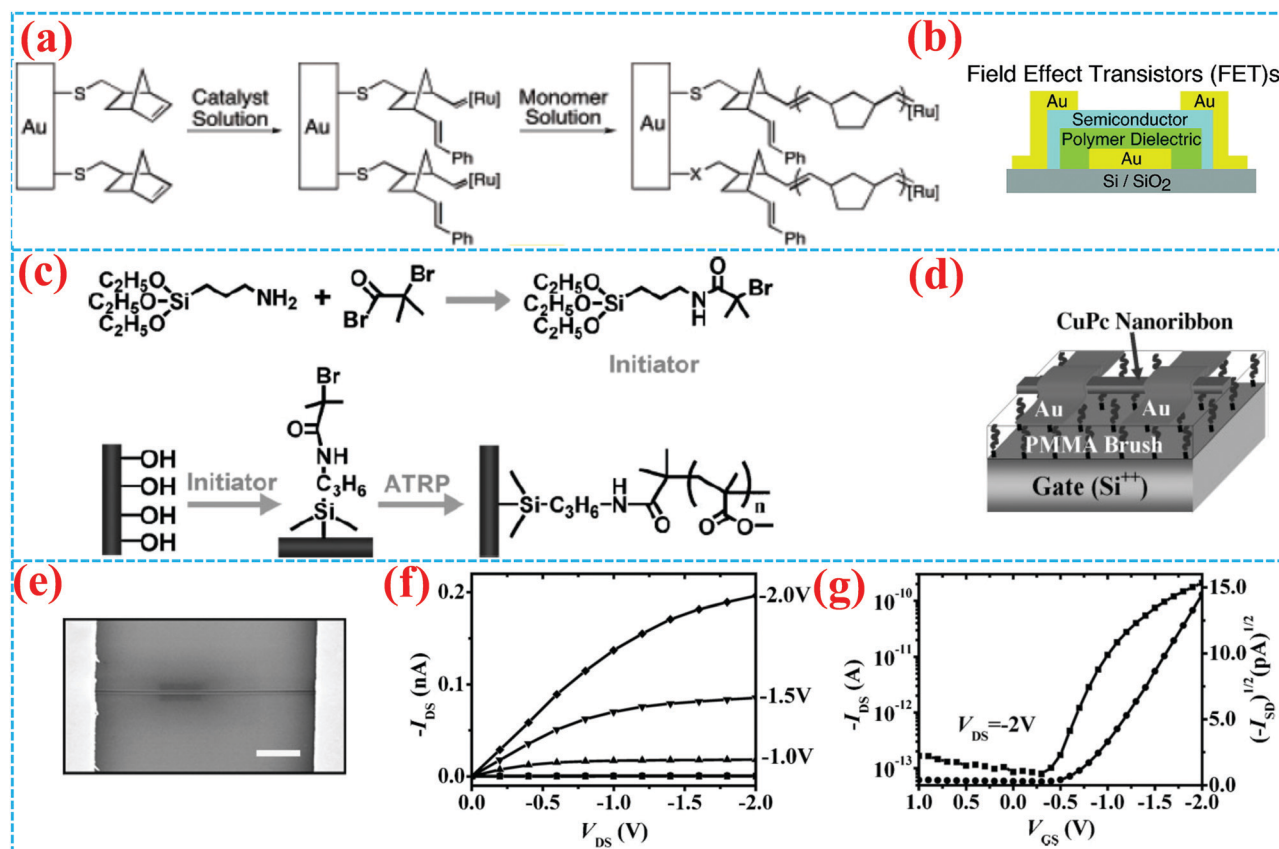 (a)
Au
S
S
Catalyst
Solution
Au
S
[Ru]
Ph
S
[Ru]
Ph
Monomer
Solution
Au
S
[Ru]
Ph
X
[Ru]
Ph
(b)
Field Effect Transistors (FET)s
Au
Au
Semiconductor
Polymer Dielectric
Au
Si / SiO2
(c)
C2H5O
C2H5O
C2H5O
Si
NH2
+
O
Br
Br
C2H5O
C2H5O
C2H5O
Si
N
H
O
Br
Initiator
OH
OH
OH
OH
Initiator
Br
O
NH
C3H6
Si
ATRP
Si
C3H6
H
N
O
O
O
n
(d)
CuPc Nanoribbon
Au
Au
PMMA Brush
Gate (Si++)
(e)
(f)
0.2
0.1
0.0
-IDS (nA)
-2.0V
-1.5V
-1.0V
0.0
-0.5
-1.0
-1.5
-2.0
VDS (V)
(g)
10-10
10-11
10-12
10-13
-IDS (A)
VDS=-2V
15.0
10.0
5.0
0.0
(-ISD)1/2(pA)1/2
1.0
0.5
0.0
-0.5
-1.0
-1.5
-2.0
VGS (V)